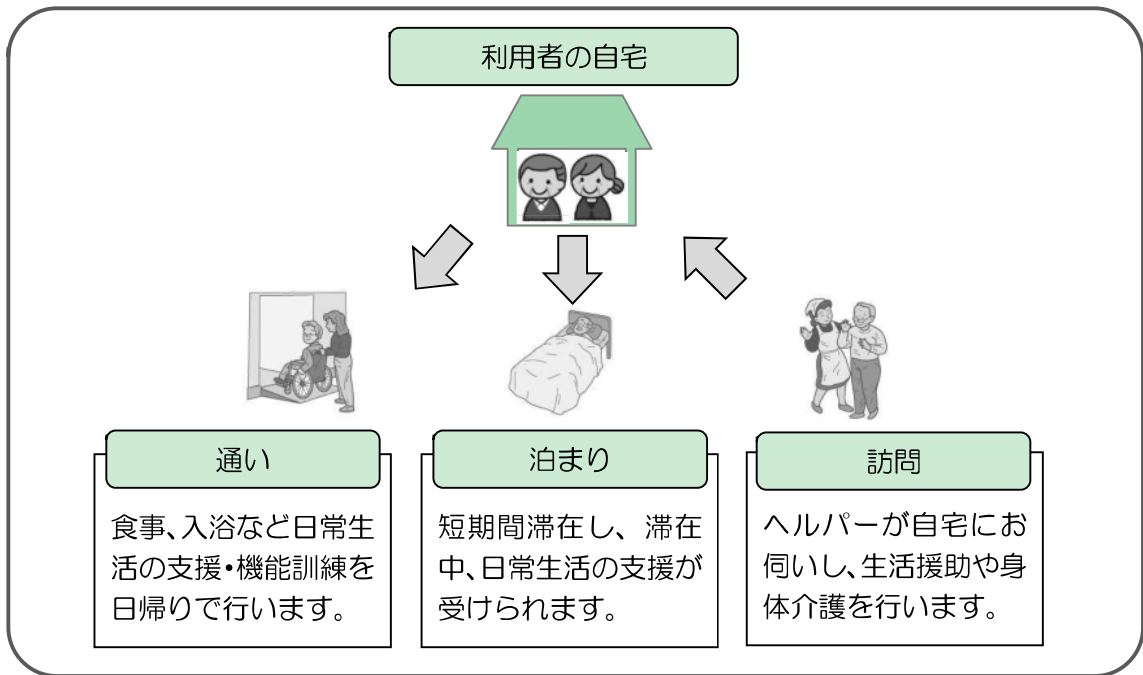 利用者の自宅
通い
食事、入浴など日常生
活の支援・機能訓練を
日帰りで行います。
泊まり
短期間滞在し、滞在
中、日常生活の支援が
受けられます。
訪問
ヘルパーが自宅にお
伺いし、生活援助や身
体介護を行います。